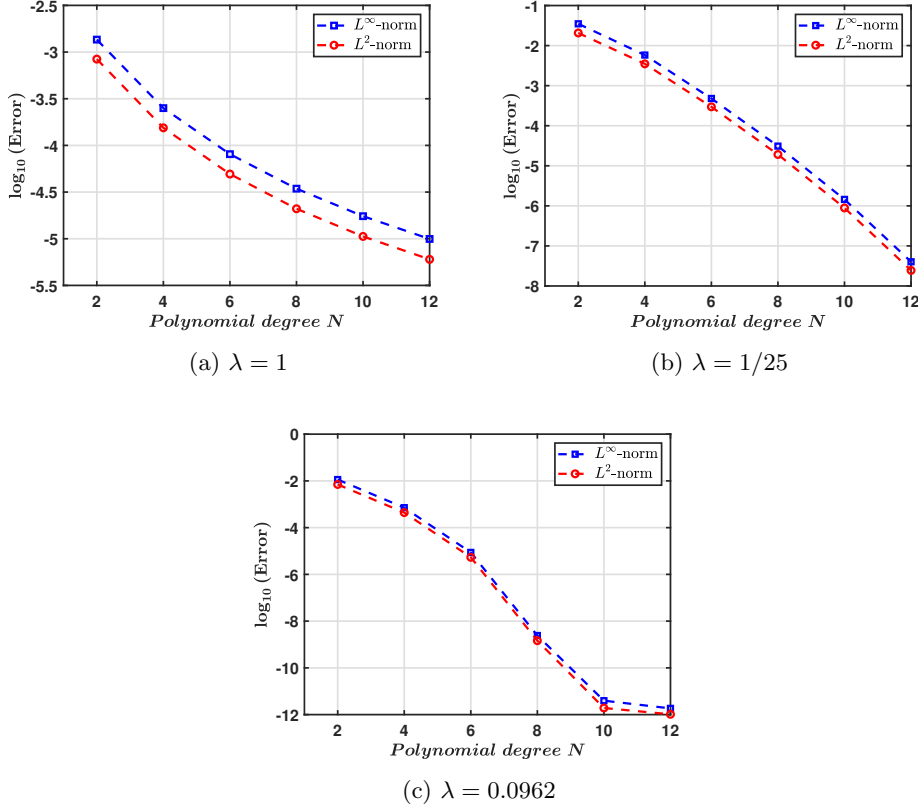 -2.5
-3
-3.5
-4
-4.5
-5
-5.5
log₁₀(Error)
L^∞-norm
L²-norm
2 4 6 8 10 12
Polynomial degree N
(a) λ = 1
-1
-2
-3
-4
-5
-6
-7
-8
log₁₀(Error)
L^∞-norm
L²-norm
2 4 6 8 10 12
Polynomial degree N
(b) λ = 1/25
0
-2
-4
-6
-8
-10
-12
log₁₀(Error)
L^∞-norm
L²-norm
2 4 6 8 10 12
Polynomial degree N
(c) λ = 0.0962